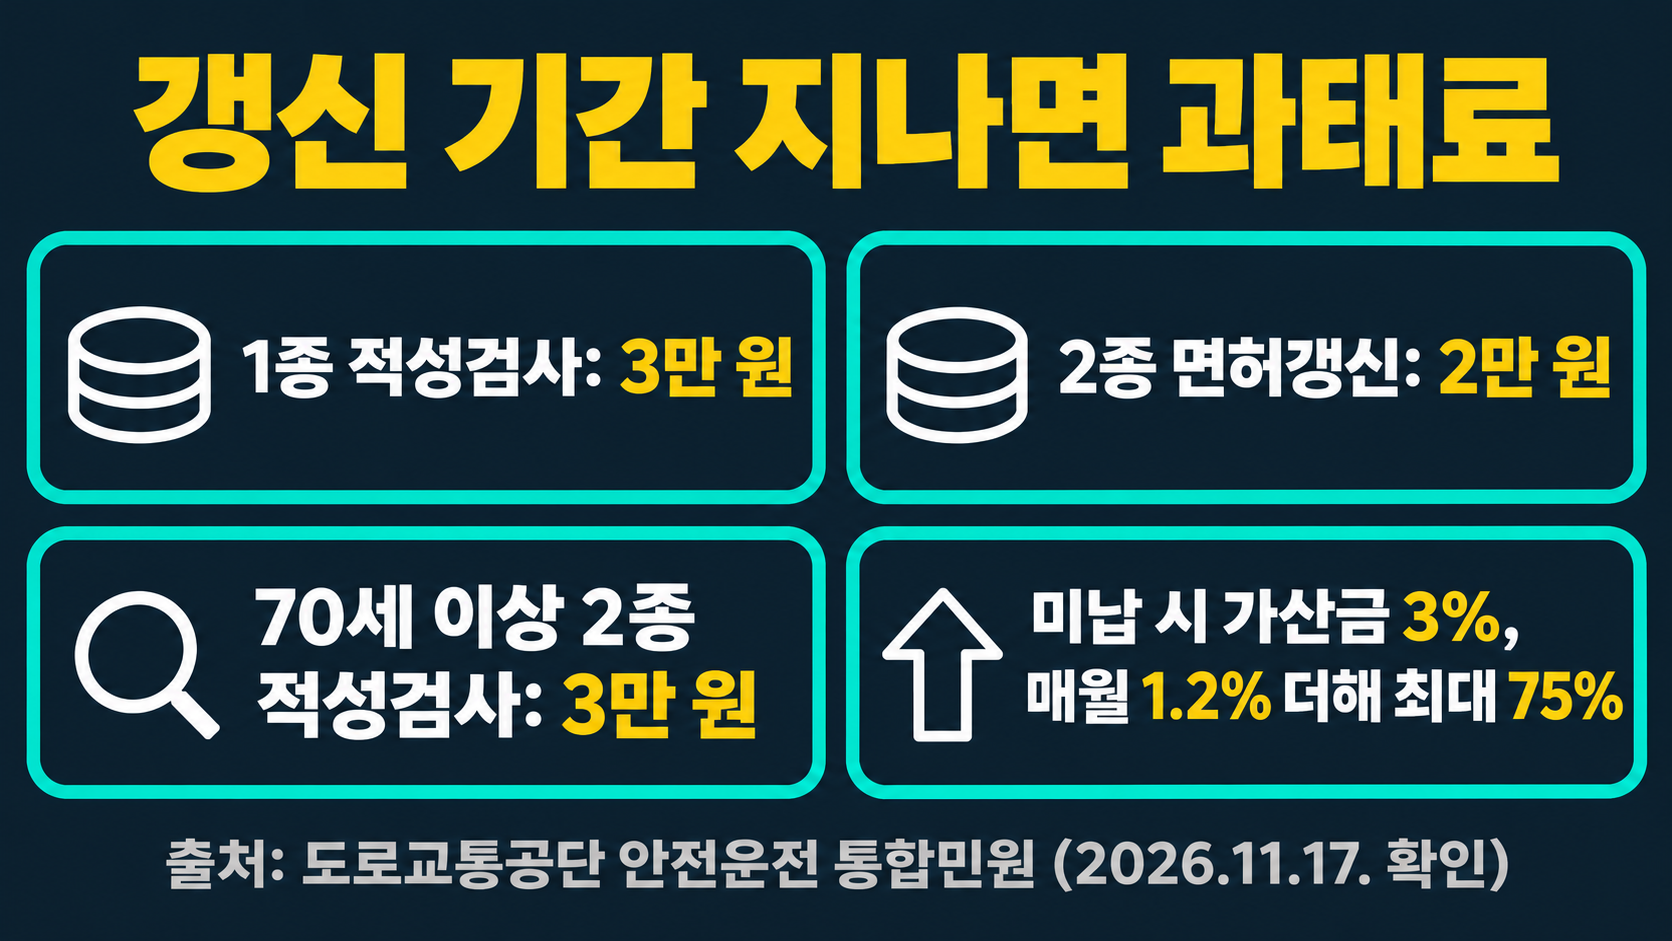 갱신 기간 지나면 과태료
1종 적성검사: 3만 원
2종 면허갱신: 2만 원
70세 이상 2종
적성검사: 3만 원
미납 시 가산금 3%,
매월 1.2% 더해 최대 75%
출처: 도로교통공단 안전운전 통합민원 (2026.11.17. 확인)